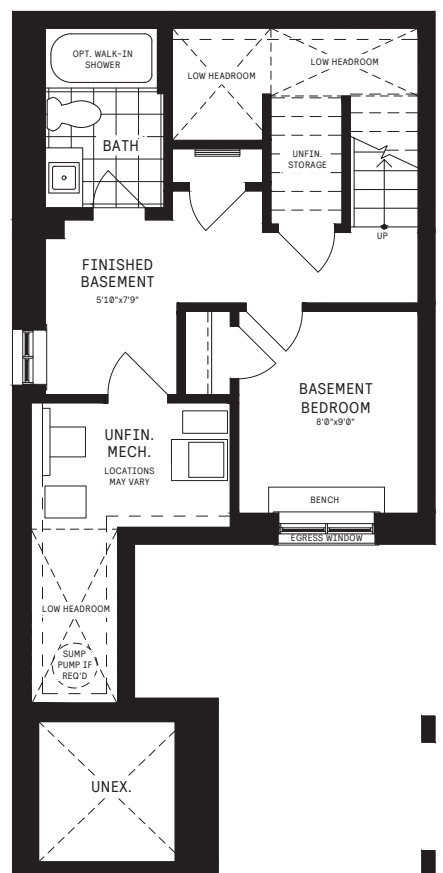 OPT. WALK-IN
SHOWER
LOW HEADROOM
LOW HEADROOM
BATH
UNFIN.
STORAGE
UP
FINISHED
BASEMENT
5'10"x7'9"
BASEMENT
BEDROOM
8'0"x9'0"
UNFIN.
MECH.
LOCATIONS
MAY VARY
BENCH
EGRESS WINDOW
LOW HEADROOM
SUMP
PUMP IF
REQ'D
UNEX.